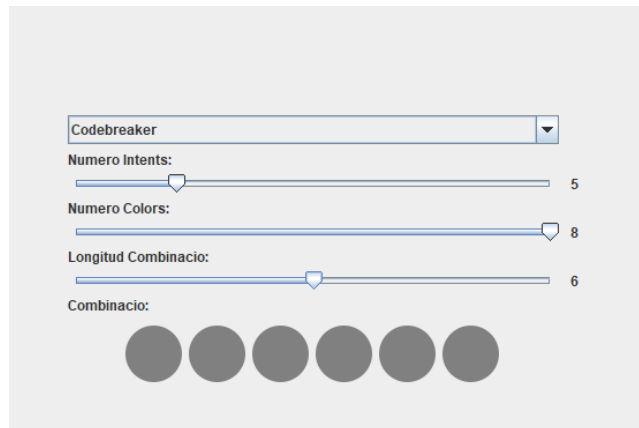 Codebreaker
Numero Intents:
5
Numero Colors:
8
Longitud Combinacio:
6
Combinacio: